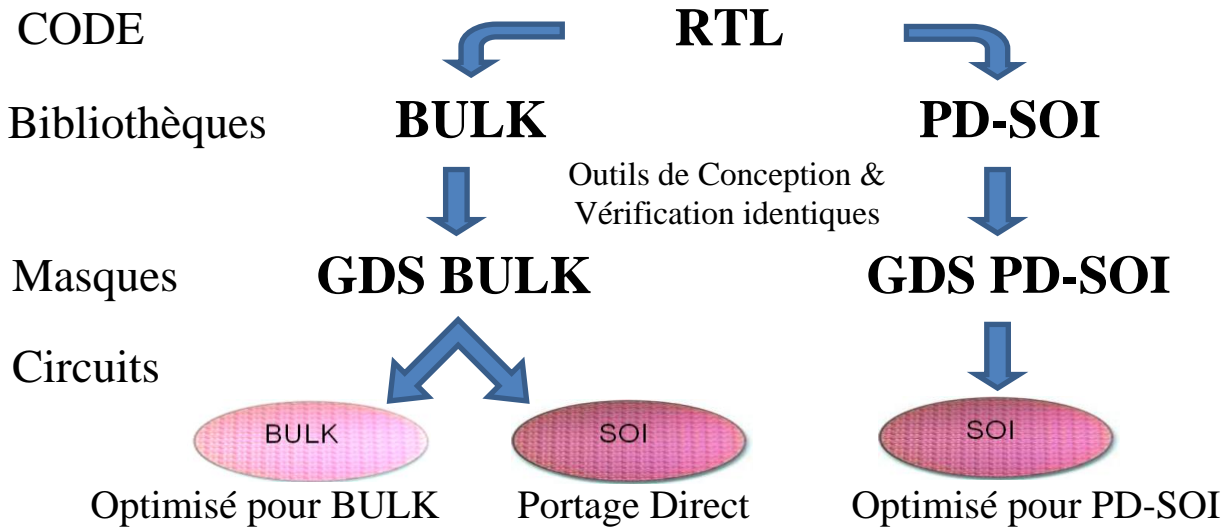 CODE RTL
Bibliothèques BULK PD-SOI
Outils de Conception &
Vérification identiques
Masques GDS BULK GDS PD-SOI
Circuits
BULK SOI SOI
Optimisé pour BULK Portage Direct Optimisé pour PD-SOI